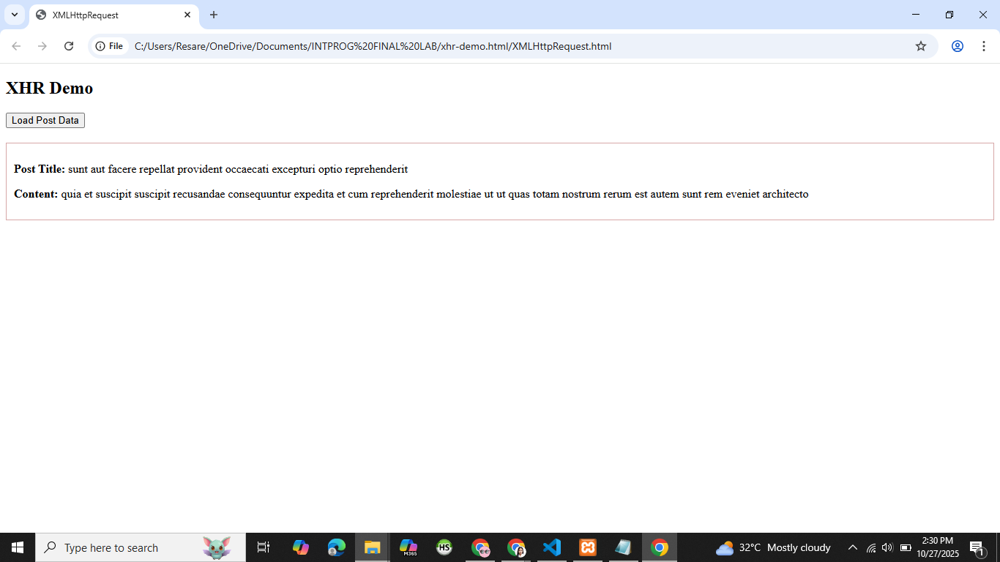 XMLHttpRequest
File
C:/Users/Resare/OneDrive/Documents/INTPROG%20FINAL%20LAB/xhr-demo.html/XMLHttpRequest.html
XHR Demo
Load Post Data
Post Title: sunt aut facere repellat provident occaecati excepturi optio reprehenderit
Content: quia et suscipit suscipit recusandae consequuntur expedita et cum reprehenderit molestiae ut ut quas totam nostrum rerum est autem sunt rem eveniet architecto
Type here to search
M365
HS
32°C Mostly cloudy
2:30 PM
10/27/2025
1